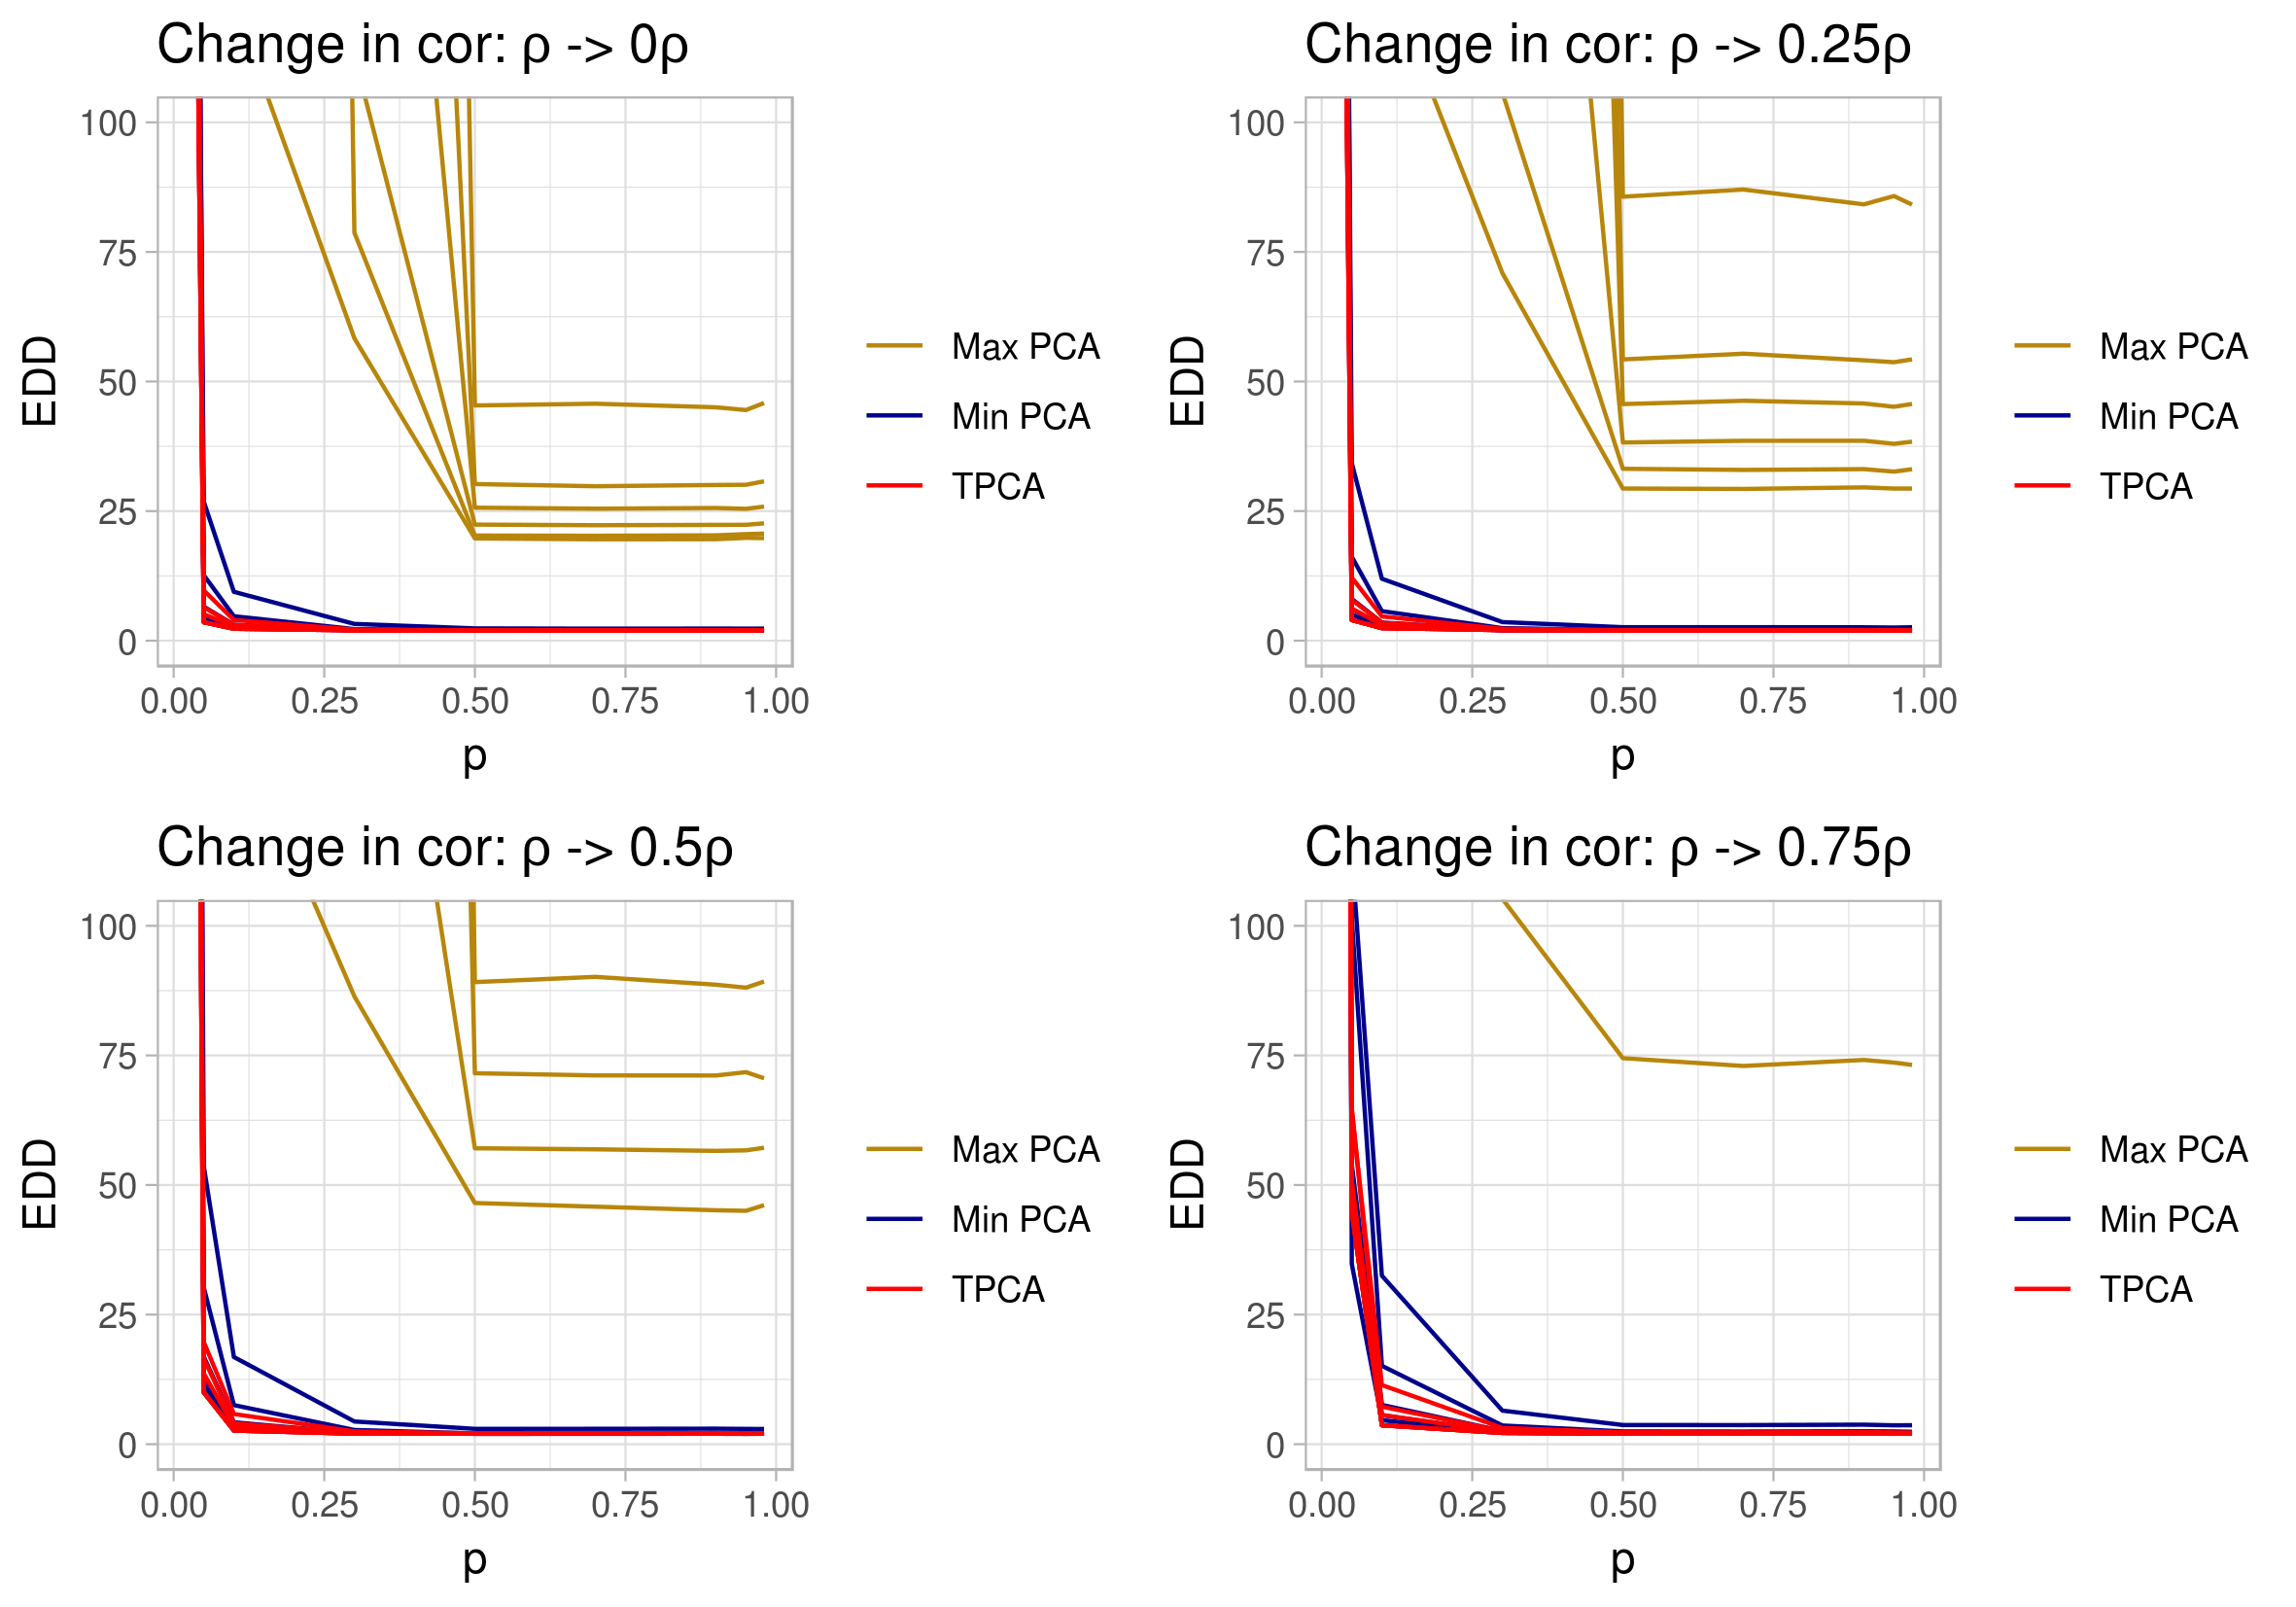 Change in cor: ρ -> 0ρ
100
75
50
25
0
EDD
0.00 0.25 0.50 0.75 1.00
p
Max PCA
Min PCA
TPCA
Change in cor: ρ -> 0.25ρ
100
75
50
25
0
EDD
0.00 0.25 0.50 0.75 1.00
p
Max PCA
Min PCA
TPCA
Change in cor: ρ -> 0.5ρ
100
75
50
25
0
EDD
0.00 0.25 0.50 0.75 1.00
p
Max PCA
Min PCA
TPCA
Change in cor: ρ -> 0.75ρ
100
75
50
25
0
EDD
0.00 0.25 0.50 0.75 1.00
p
Max PCA
Min PCA
TPCA